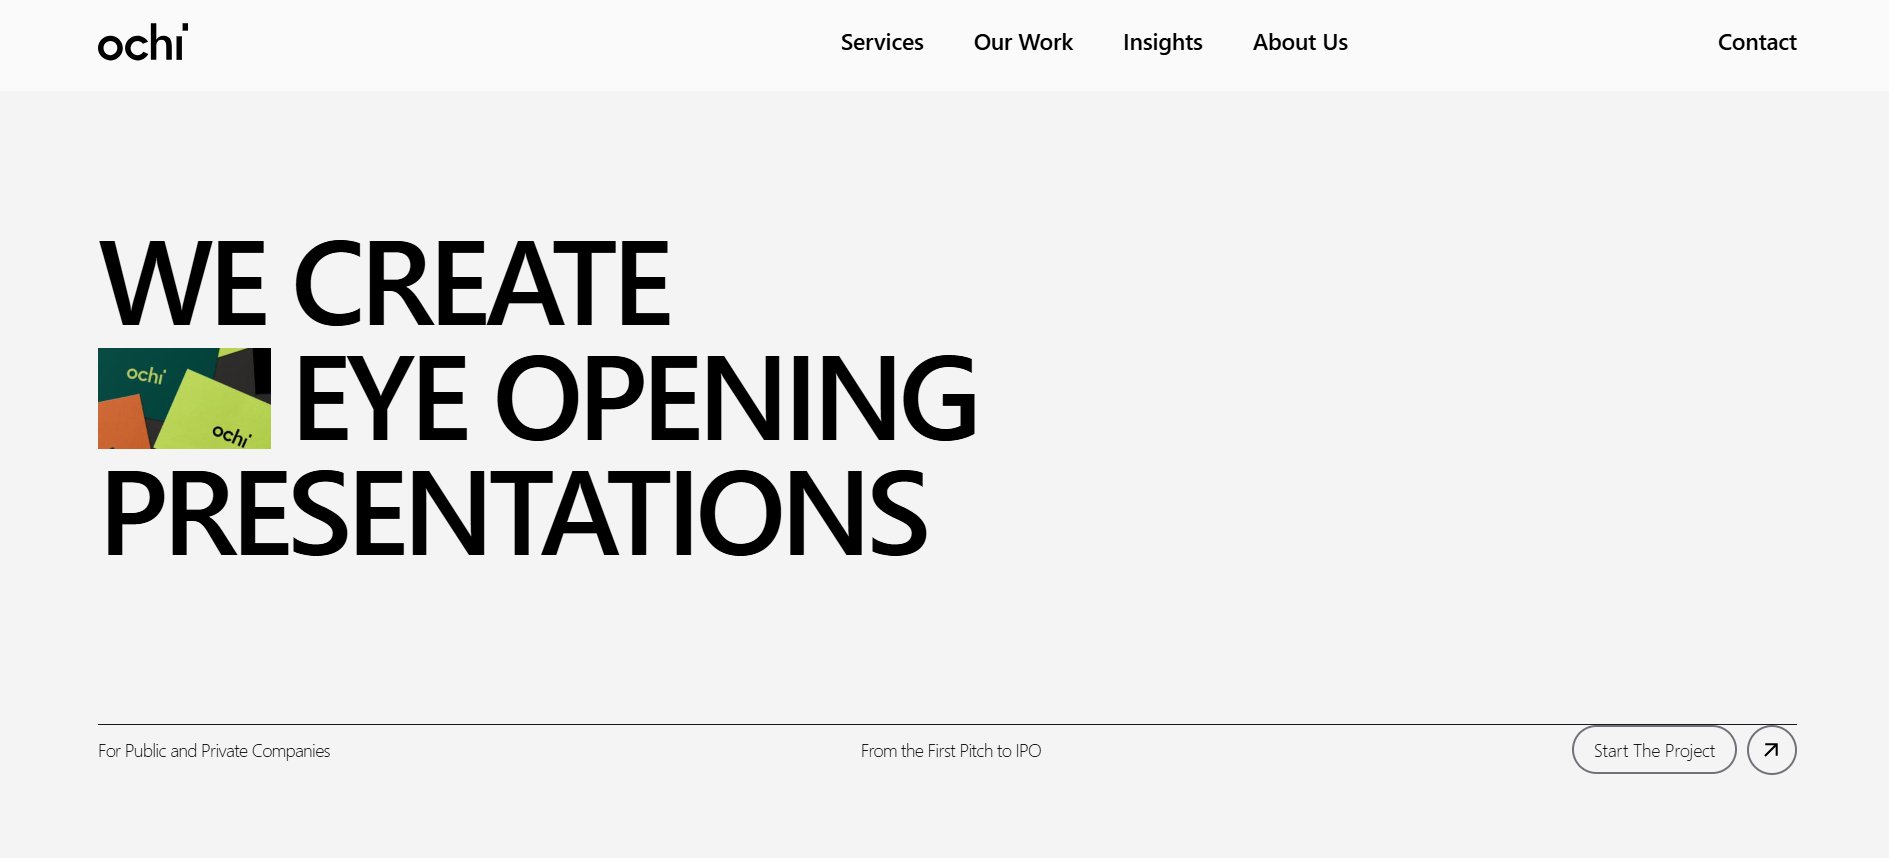 ochi
Services Our Work Insights About Us Contact
WE CREATE
ochi
ochi
EYE OPENING
PRESENTATIONS
For Public and Private Companies From the First Pitch to IPO Start The Project